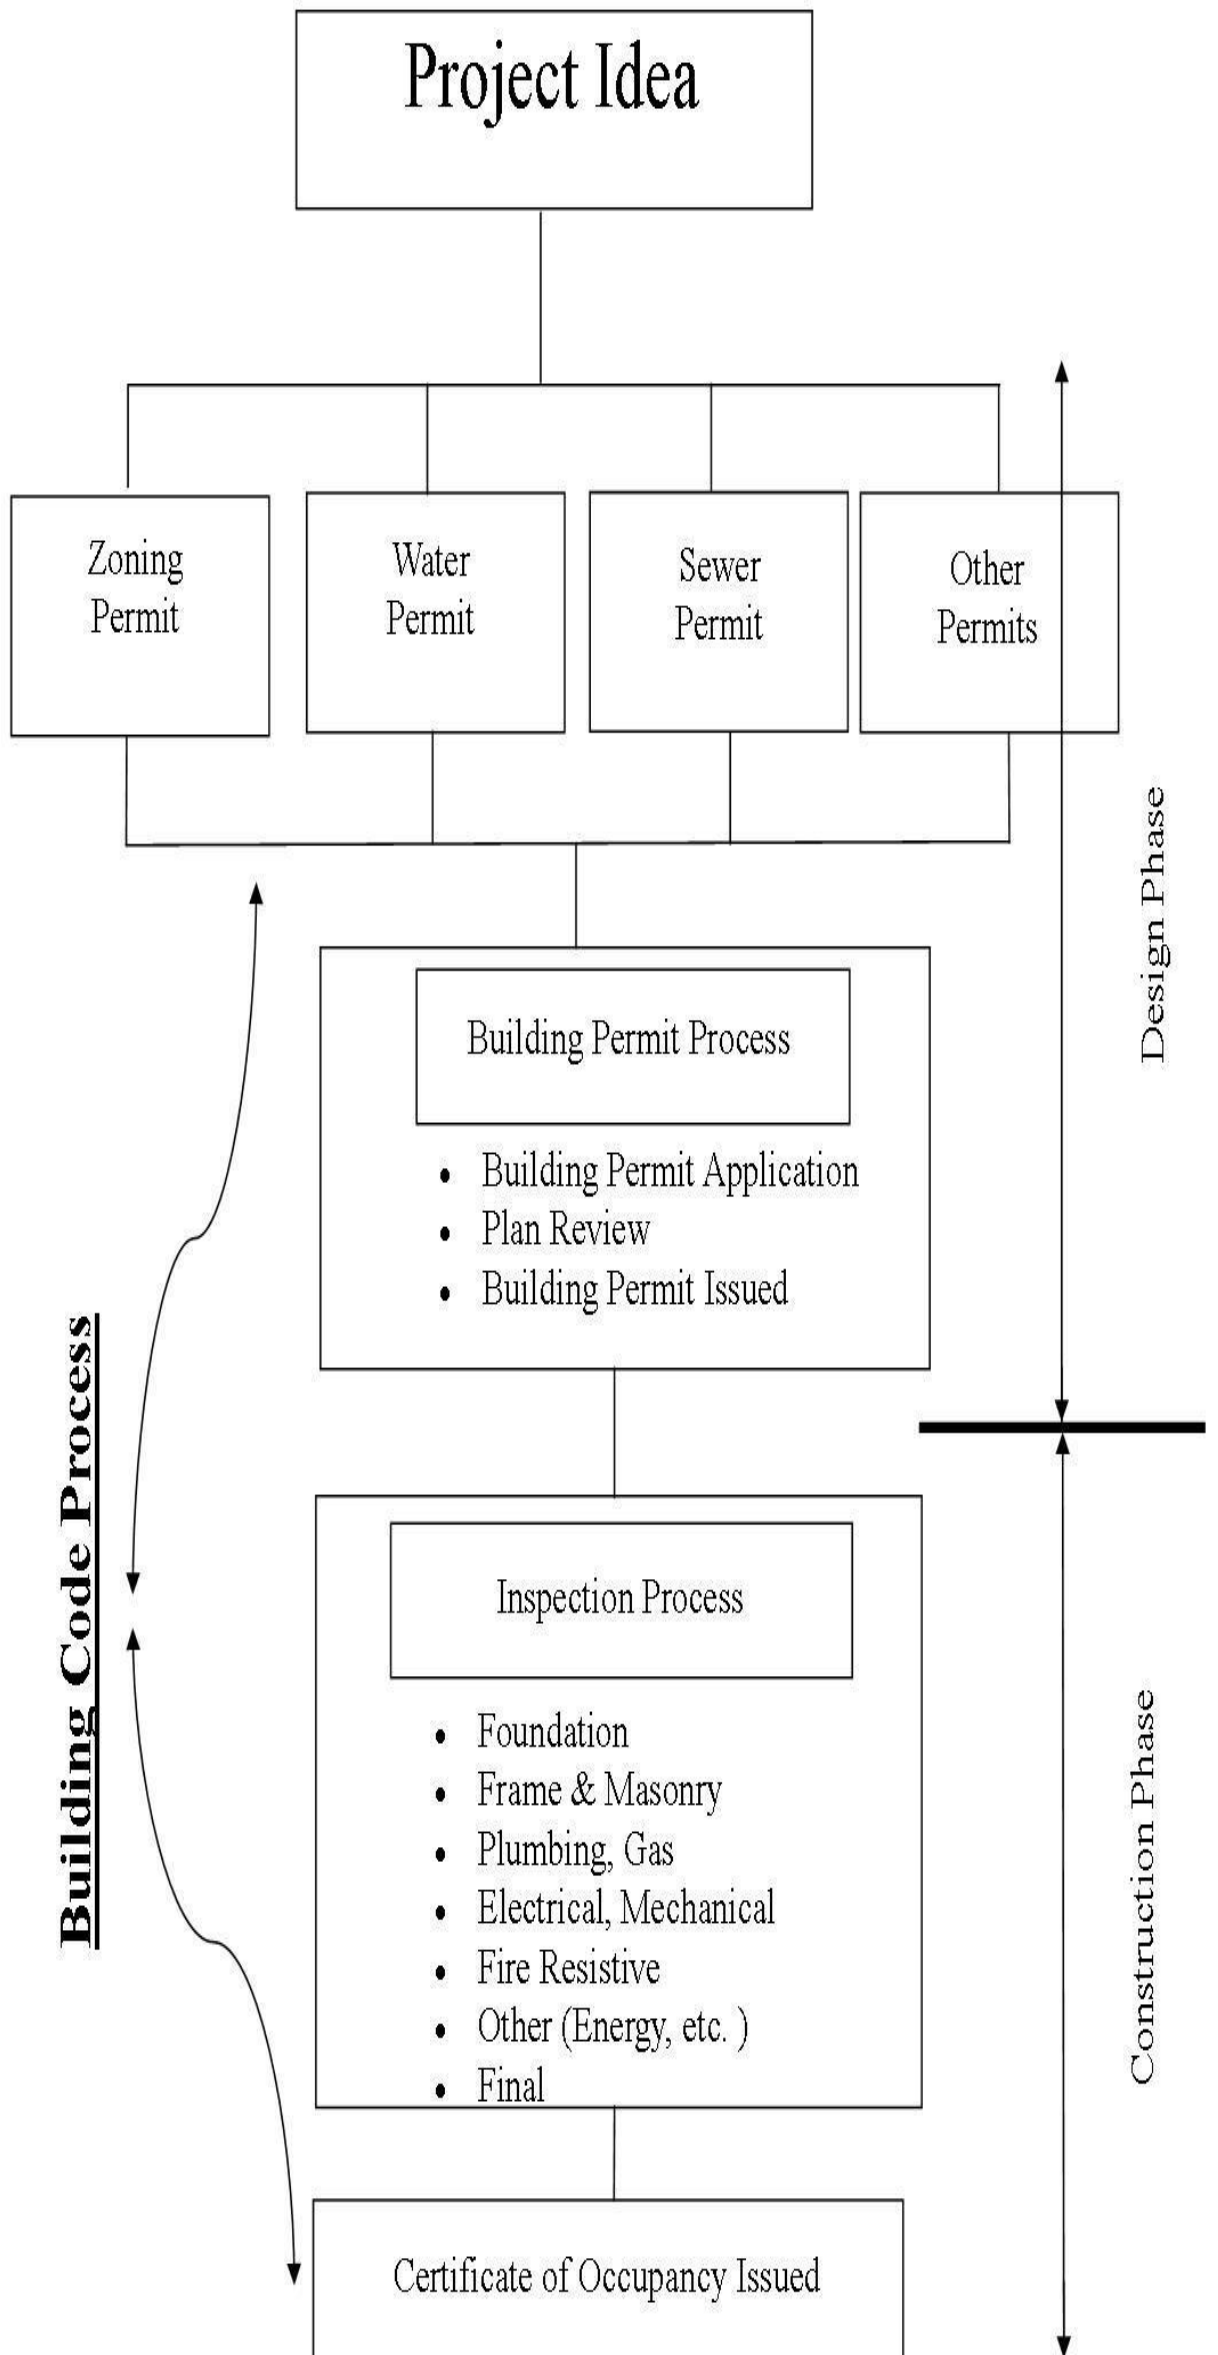 Project Idea
Zoning
Permit
Water
Permit
Sewer
Permit
Other
Permits
Design Phase
Building Permit Process
• Building Permit Application
• Plan Review
• Building Permit Issued
Building Code Process
Inspection Process
• Foundation
• Frame & Masonry
• Plumbing, Gas
• Electrical, Mechanical
• Fire Resistive
• Other (Energy, etc. )
• Final
Construction Phase
Certificate of Occupancy Issued